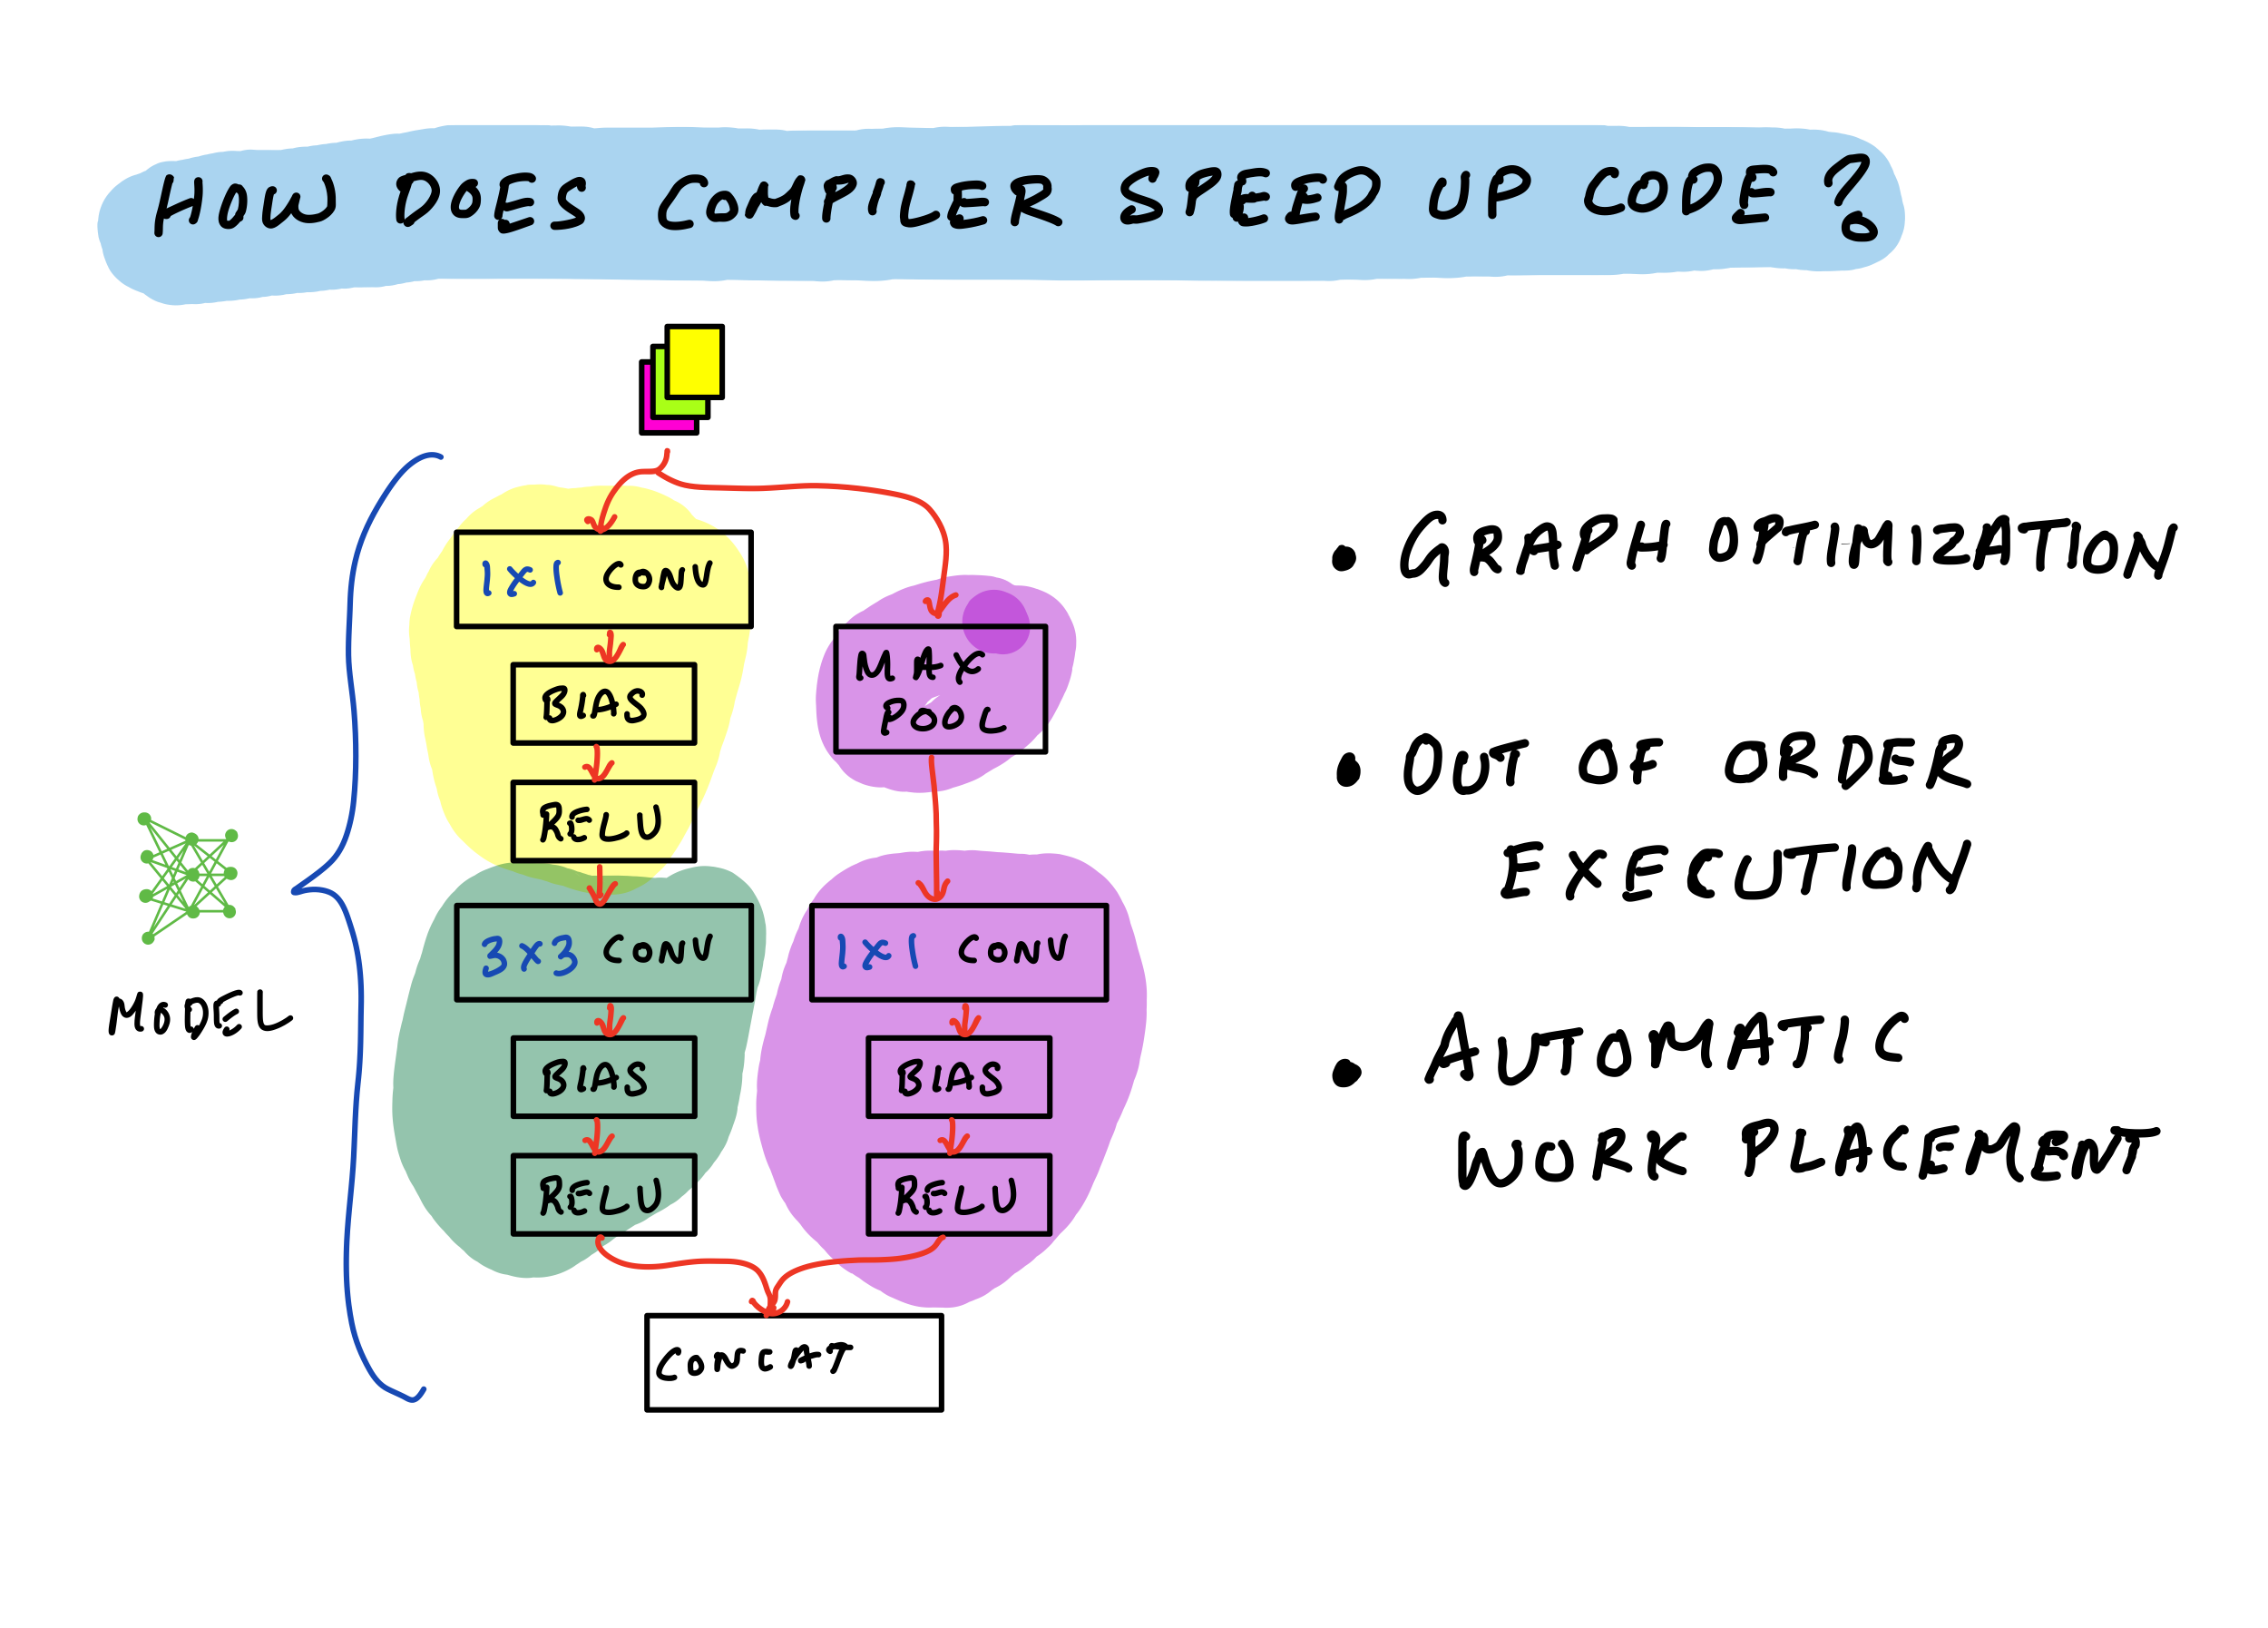 HOW DOES COMPILER SPEED UP CODE ?
1x1 CONV
BIAS
RELU
MAX
POOL
3x3 CONV
BIAS
RELU
1x1 CONV
BIAS
RELU
CONCAT
MODEL
• GRAPH OPTIMIZATION
• OUT OF ORDER
EXECUTION
• AUTOMATIC
WORK PLACEMENT